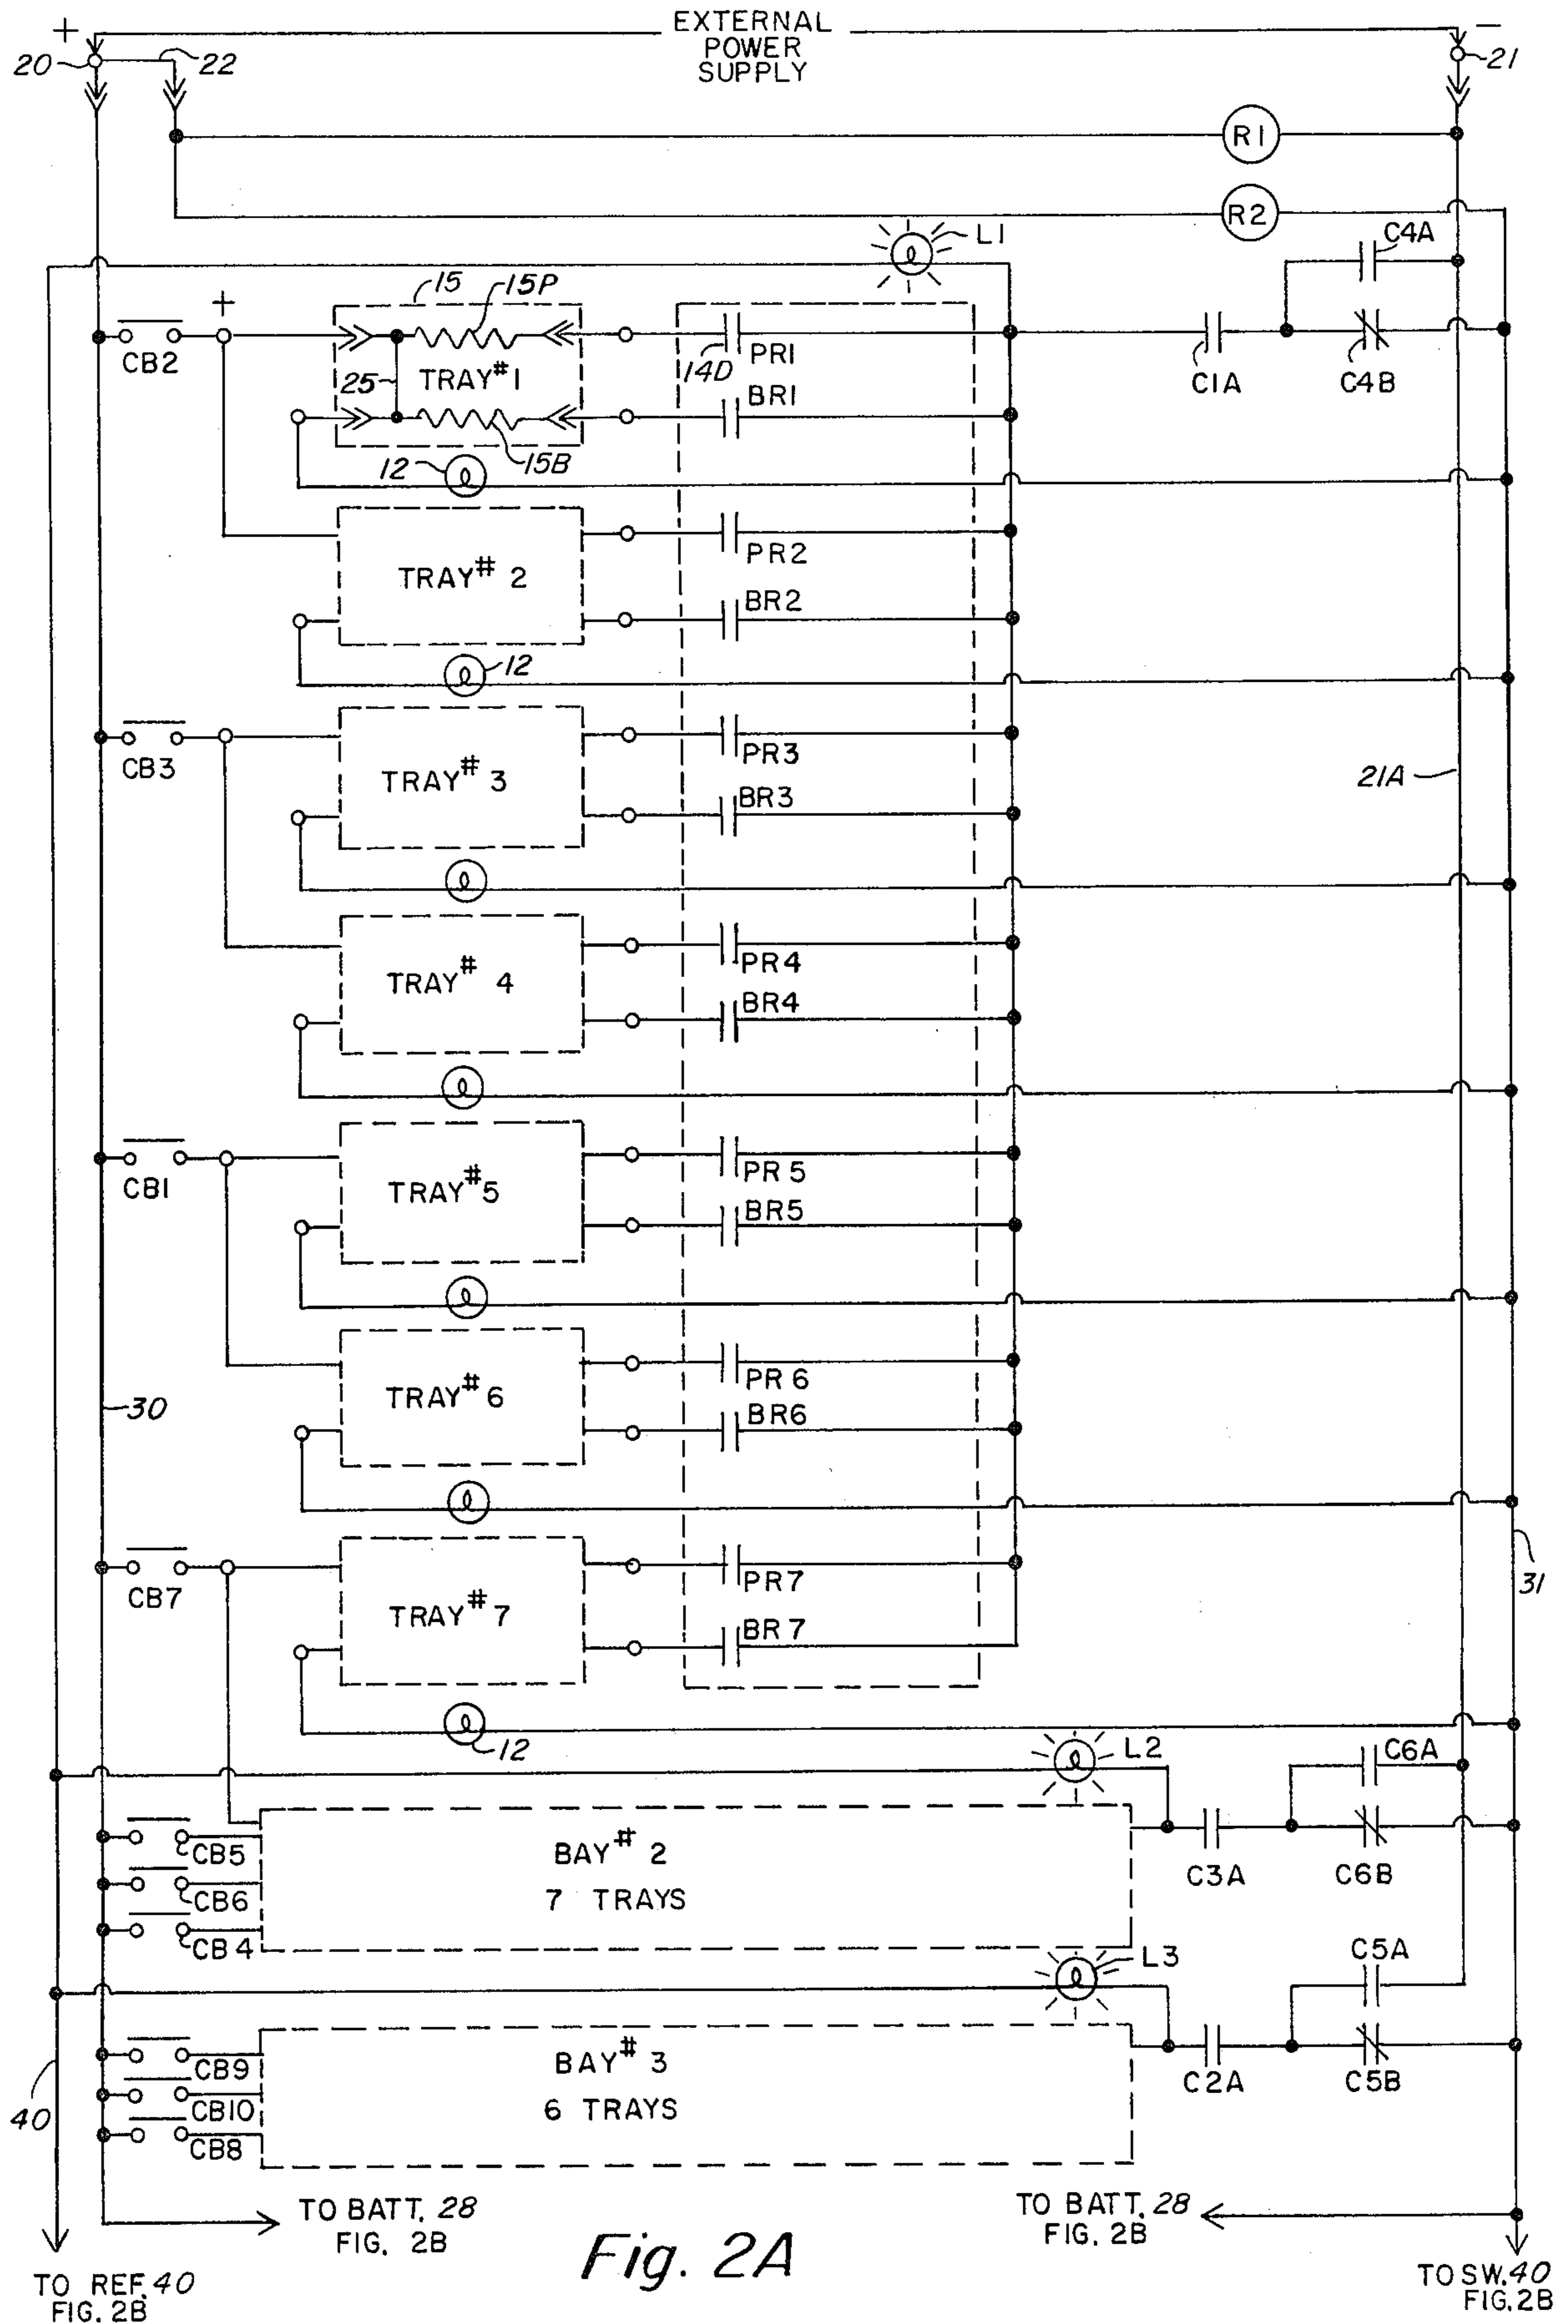 EXTERNAL
POWER
SUPPLY
+
−
20
22
21
R1
R2
L1
C4A
+
15
15P
CB2
25
TRAY #1
14D
PR1
C1A
C4B
BR1
12
15B
TRAY # 2
PR2
BR2
12
CB3
TRAY # 3
PR3
BR3
21A
TRAY # 4
PR4
BR4
CB1
TRAY #5
PR5
BR5
30
TRAY #6
PR6
BR6
CB7
TRAY # 7
PR7
BR7
31
12
L2
C6A
CB5
BAY # 2
C3A
C6B
CB6
7 TRAYS
CB4
L3
C5A
CB9
BAY # 3
40
CB10
6 TRAYS
C2A
C5B
CB8
TO BATT. 28
FIG. 2B
TO BATT. 28
FIG. 2B
Fig. 2A
TO REF. 40
FIG. 2B
TO SW. 40
FIG. 2B